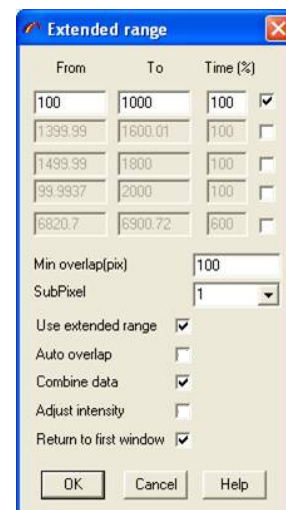 Extended range
From To Time (%)
100 1000 100
1399.99 1600.01 100
1499.99 1800 100
99.9937 2000 100
6820.7 6900.72 600
Min overlap(pix) 100
SubPixel 1
Use extended range
Auto overlap
Combine data
Adjust intensity
Return to first window
OK Cancel Help